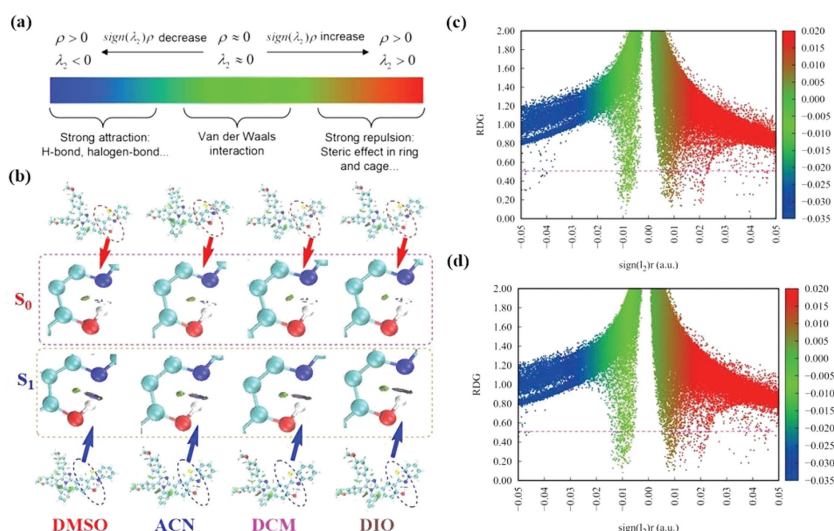 (a)
ρ > 0 sign(λ₂)ρ decrease ρ ≈ 0 sign(λ₂)ρ increase ρ > 0
λ₂ < 0 λ₂ ≈ 0 λ₂ > 0
Strong attraction: Van der Waals Strong repulsion:
H-bond, halogen-bond... interaction Steric effect in ring
and cage...
(b)
S₀
S₁
DMSO ACN DCM DIO
(c)
2.00
1.80
1.60
1.40
1.20
1.00
0.80
0.60
0.40
0.20
0.00
RDG
−0.05 −0.04 −0.03 −0.02 −0.01 0.00 0.01 0.02 0.03 0.04 0.05
sign(l₂)r (a.u.)
0.020
0.015
0.010
0.005
0.000
−0.005
−0.010
−0.015
−0.020
−0.025
−0.030
−0.035
(d)
2.00
1.80
1.60
1.40
1.20
1.00
0.80
0.60
0.40
0.20
0.00
RDG
−0.05 −0.04 −0.03 −0.02 −0.01 0.00 0.01 0.02 0.03 0.04 0.05
sign(l₂)r (a.u.)
0.020
0.015
0.010
0.005
0.000
−0.005
−0.010
−0.015
−0.020
−0.025
−0.030
−0.035